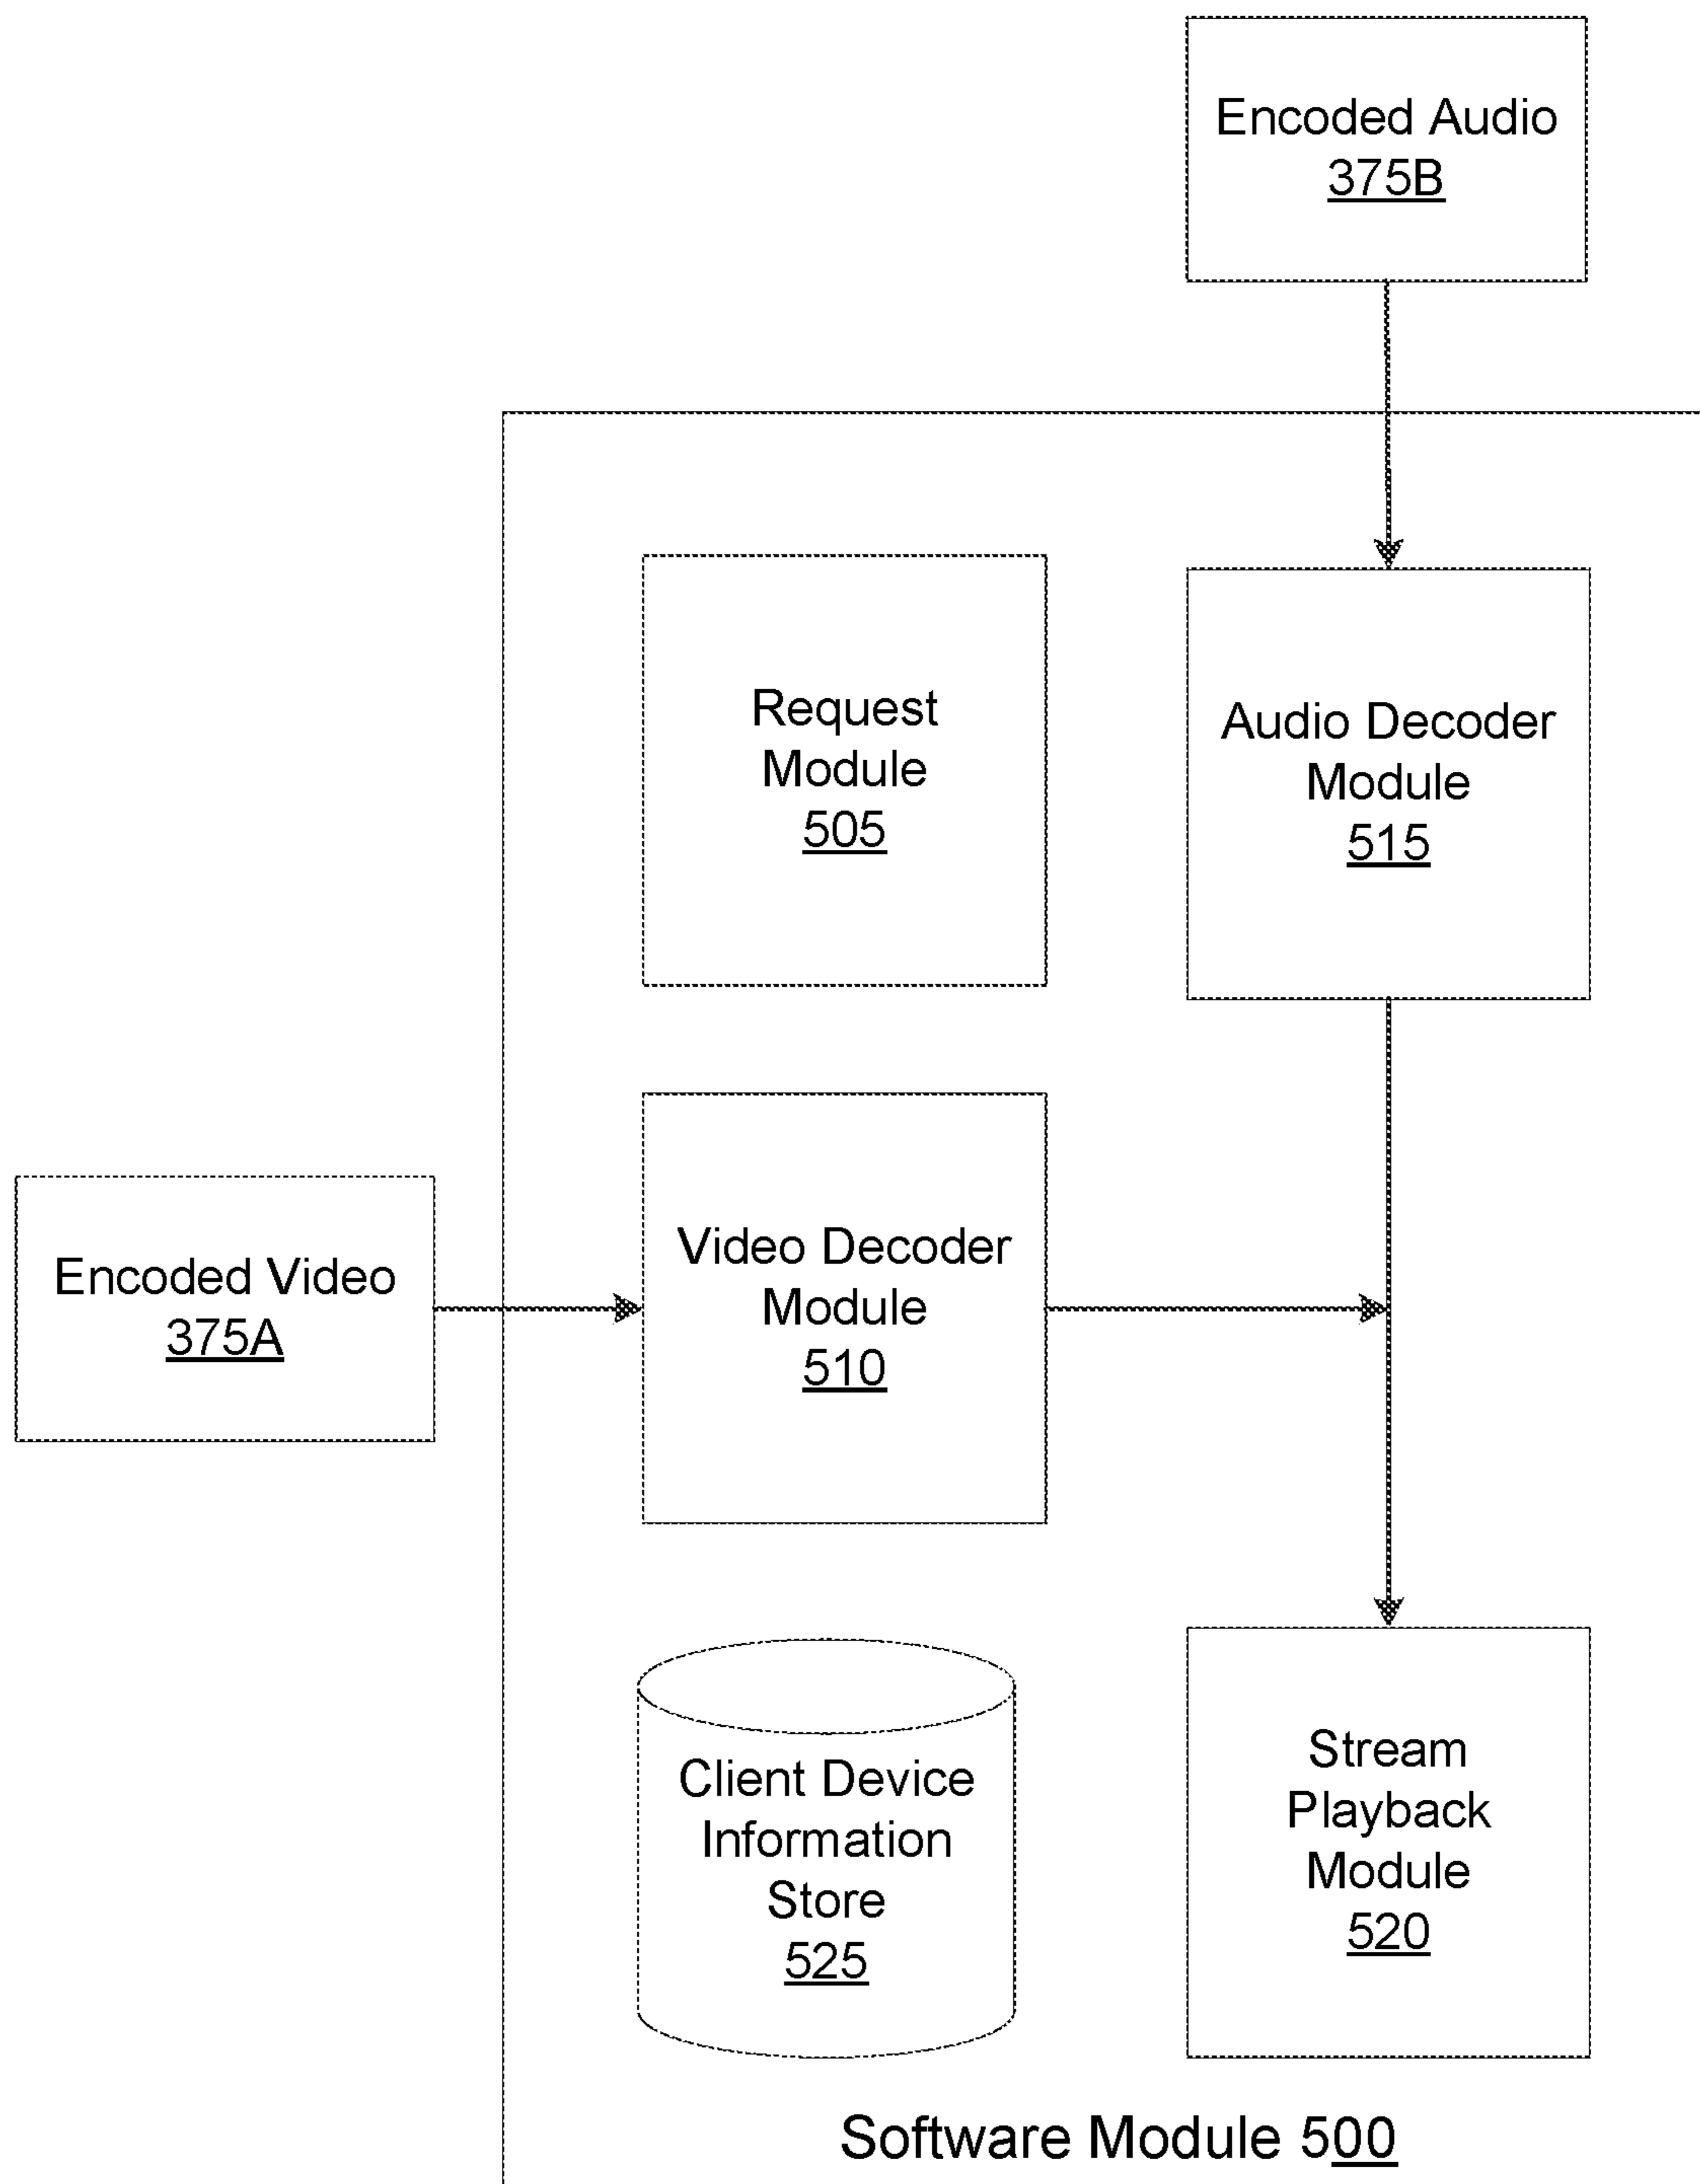 Encoded Audio
375B
Request
Module
505
Audio Decoder
Module
515
Encoded Video
375A
Video Decoder
Module
510
Client Device
Information
Store
525
Stream
Playback
Module
520
Software Module 500